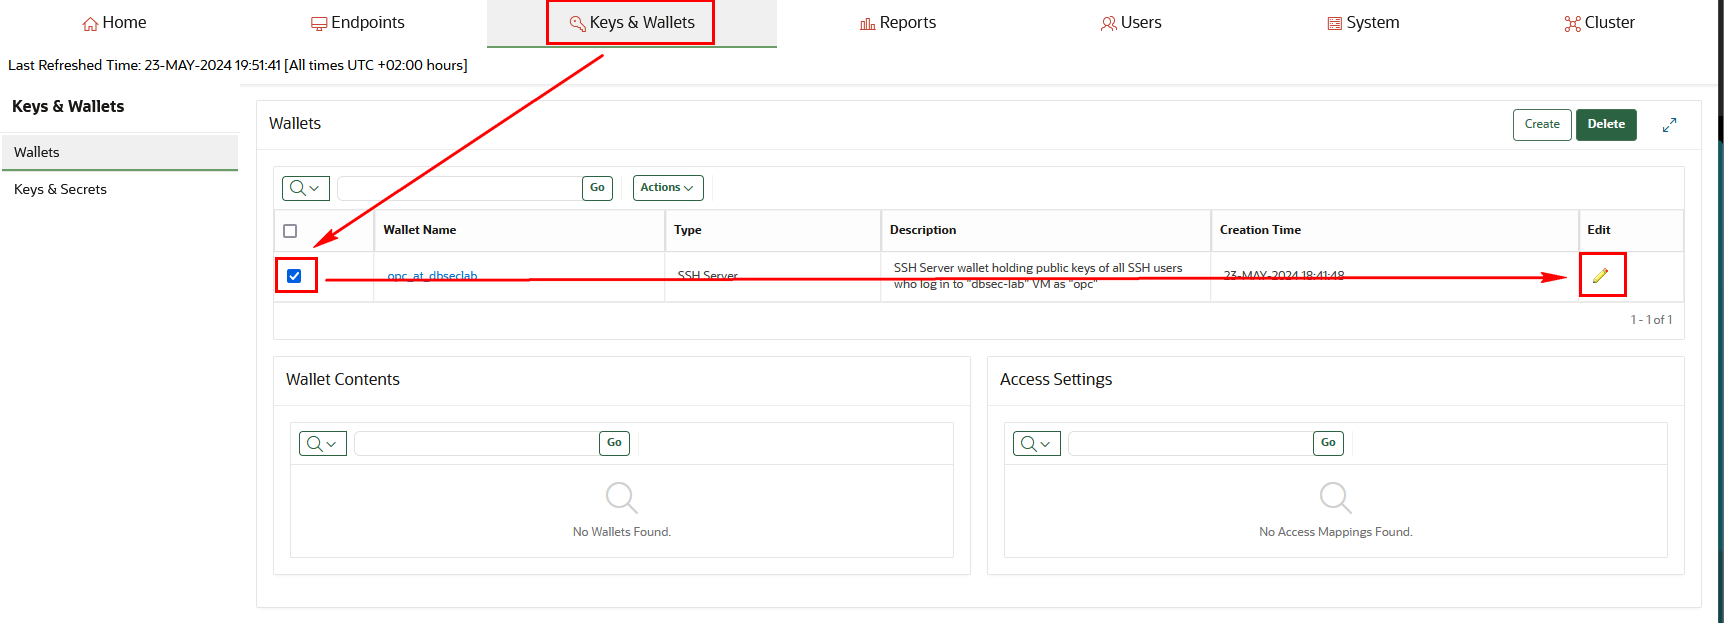 Home Endpoints Keys & Wallets Reports Users System Cluster
Last Refreshed Time: 23-MAY-2024 19:51:41 [All times UTC +02:00 hours]
Keys & Wallets
Wallets
Keys & Secrets
Wallets
Create Delete
Go Actions
Wallet Name Type Description Creation Time Edit
opc_at_dbseclab SSH Server SSH Server wallet holding public keys of all SSH users 23-MAY-2024 18:41:48
who log in to "dbsec-lab" VM as "opc"
1 - 1 of 1
Wallet Contents
Go
No Wallets Found.
Access Settings
Go
No Access Mappings Found.